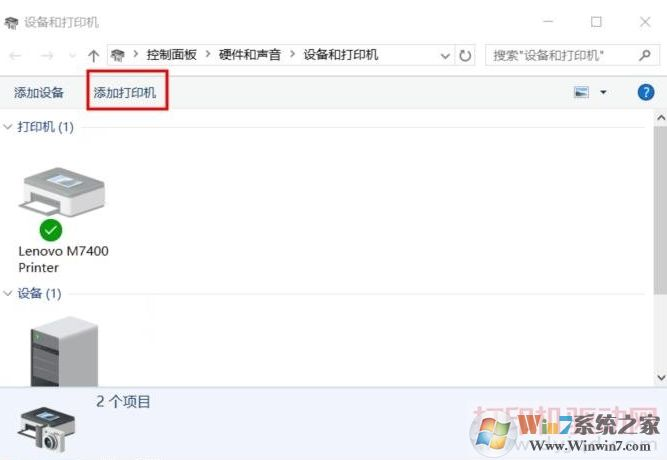 设备和打印机
控制面板 > 硬件和声音 > 设备和打印机
搜索"设备和打印机"
添加设备 添加打印机
打印机 (1)
Lenovo M7400
Printer
设备 (1)
2 个项目
打印机驱动网
Win7系统之家
Www.Winwin7.com